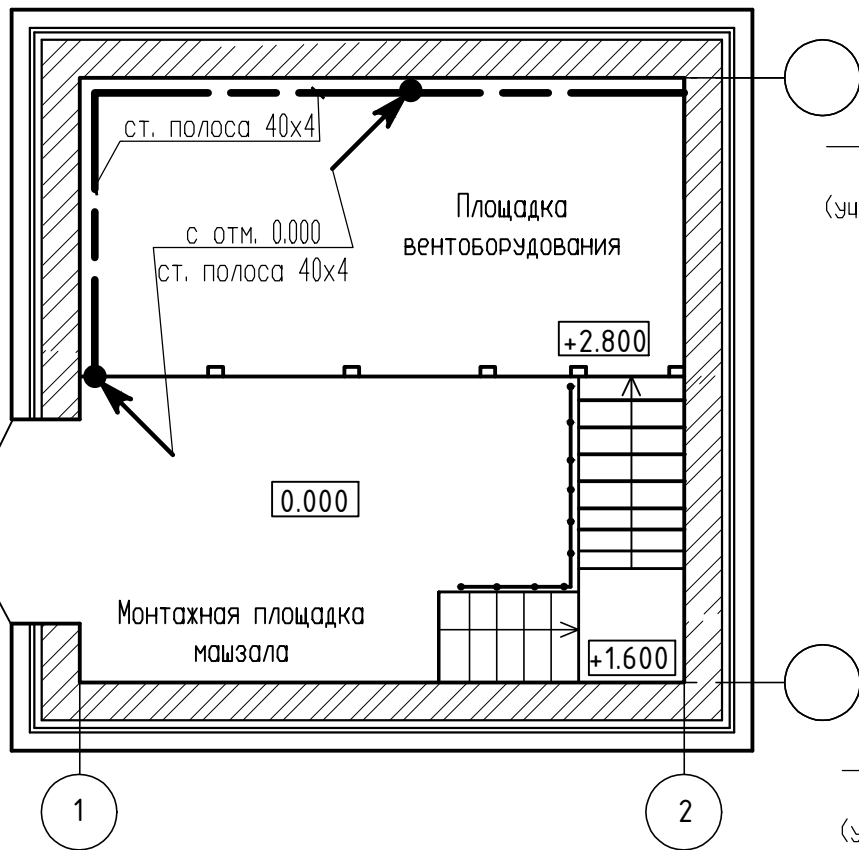 ст. полоса 40х4
Площадка
вентоборудования
с отм. 0.000
ст. полоса 40х4
+2.800
0.000
Монтажная площадка
машзала
+1.600
1
2